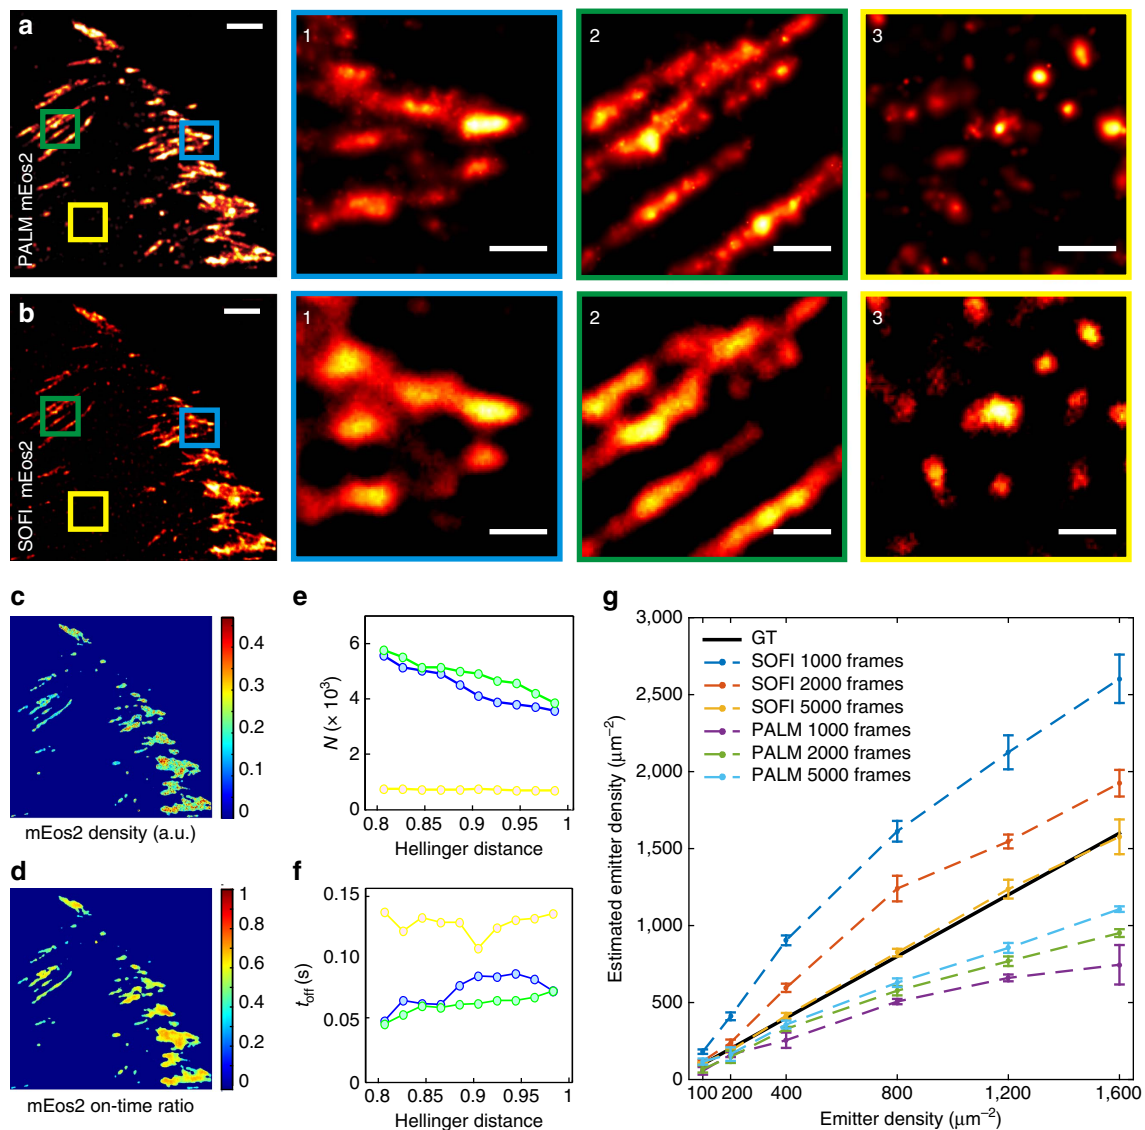 a
PALM mEos2
1
2
3
b
SOFI mEos2
1
2
3
c
0.4
0.3
0.2
0.1
0
mEos2 density (a.u.)
d
1
0.8
0.6
0.4
0.2
0
mEos2 on-time ratio
e
N (× 10³)
6
4
2
0
0.8
0.85
0.9
0.95
1
Hellinger distance
f
t_off (s)
0.15
0.10
0.05
0
0.8
0.85
0.9
0.95
1
Hellinger distance
g
Estimated emitter density (μm⁻²)
3,000
2,500
2,000
1,500
1,000
500
0
GT
SOFI 1000 frames
SOFI 2000 frames
SOFI 5000 frames
PALM 1000 frames
PALM 2000 frames
PALM 5000 frames
100 200 400 800 1,200 1,600
Emitter density (μm⁻²)